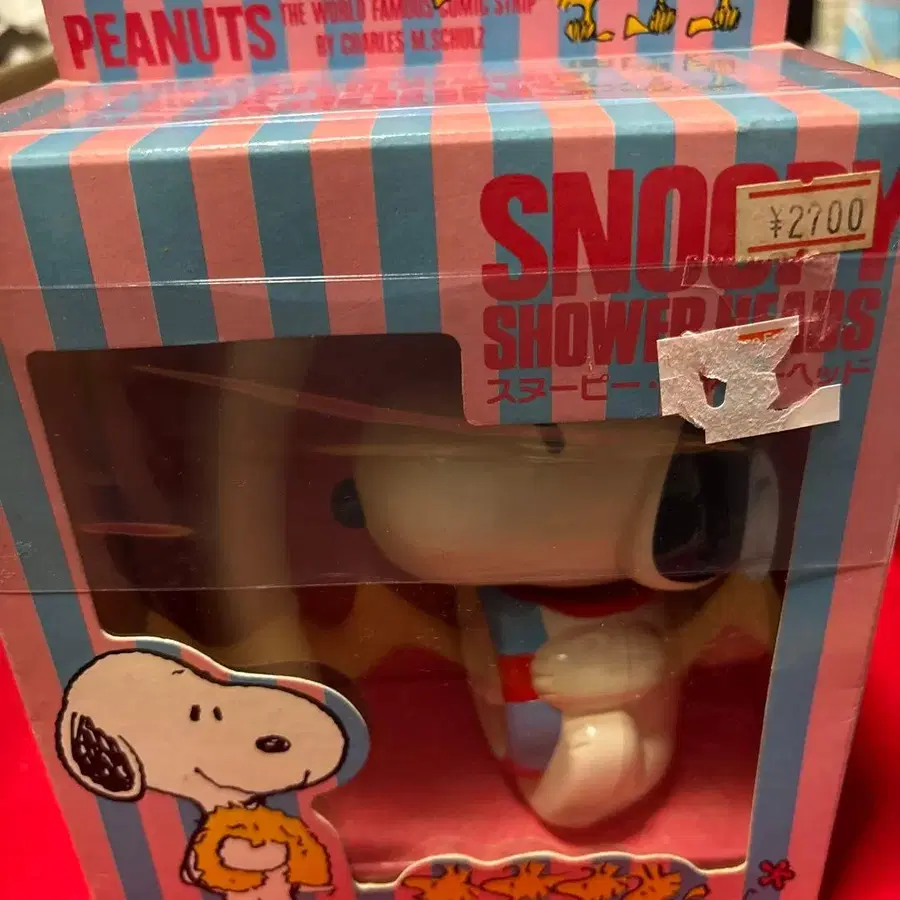 PEANUTS
THE WORLD FAMOUS COMIC STRIP
BY CHARLES M. SCHULZ
SNOOPY
¥2700
SHOWER HEADS
スヌーピー・ ーヘッド